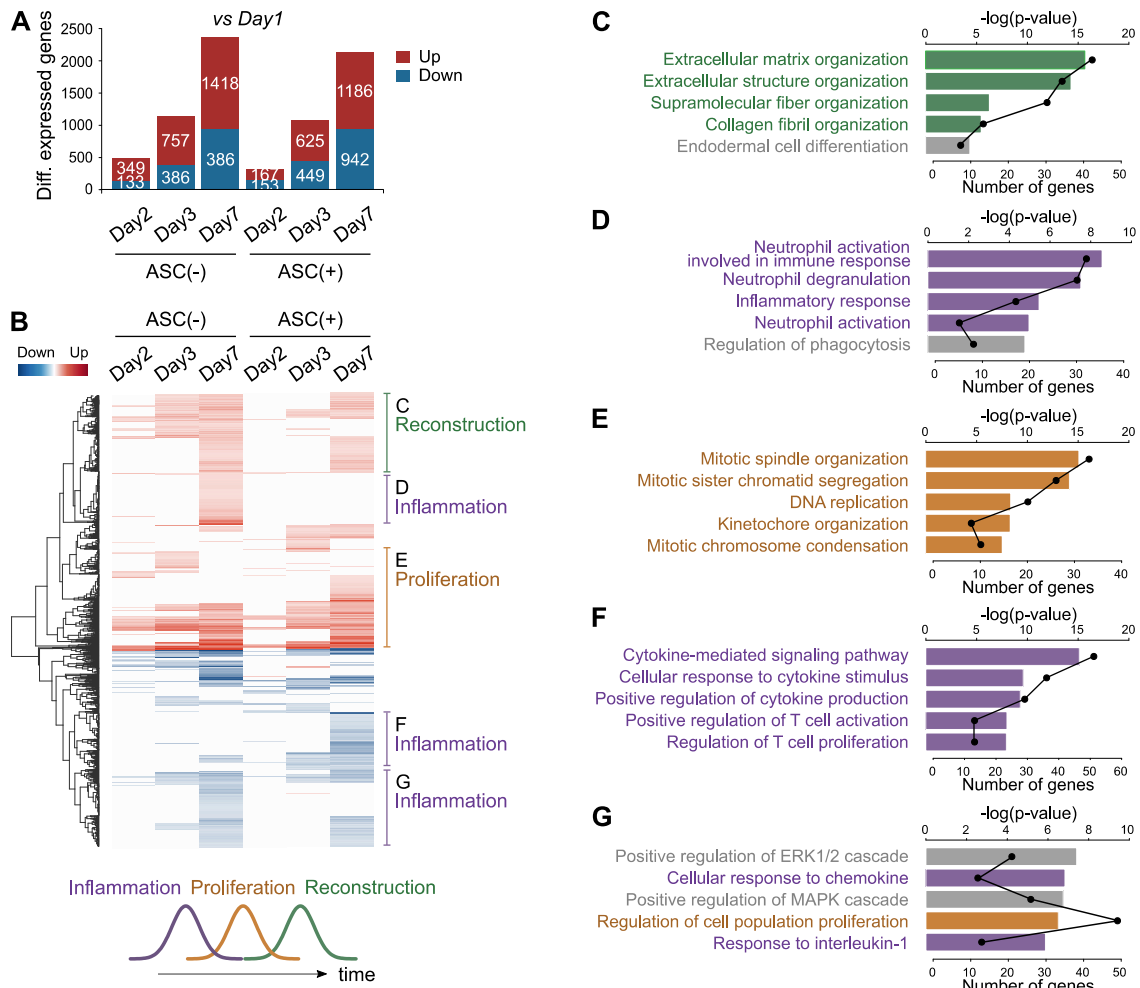 A
vs Day1
Diff. expressed genes
2500
2000
1500
1000
500
0
Up
Down
349
133
757
386
1418
386
167
153
625
449
1186
942
Day2
Day3
Day7
Day2
Day3
Day7
ASC(-)
ASC(+)
B
ASC(-)
ASC(+)
Down
Up
Day2
Day3
Day7
Day2
Day3
Day7
C
Reconstruction
D
Inflammation
E
Proliferation
F
Inflammation
G
Inflammation
Inflammation
Proliferation
Reconstruction
time
C
-log(p-value)
0 5 10 15 20
Extracellular matrix organization
Extracellular structure organization
Supramolecular fiber organization
Collagen fibril organization
Endodermal cell differentiation
0 10 20 30 40 50
Number of genes
D
-log(p-value)
0 2 4 6 8 10
Neutrophil activation
involved in immune response
Neutrophil degranulation
Inflammatory response
Neutrophil activation
Regulation of phagocytosis
0 10 20 30 40
Number of genes
E
-log(p-value)
0 5 10 15 20
Mitotic spindle organization
Mitotic sister chromatid segregation
DNA replication
Kinetochore organization
Mitotic chromosome condensation
0 10 20 30 40
Number of genes
F
-log(p-value)
0 5 10 15 20
Cytokine-mediated signaling pathway
Cellular response to cytokine stimulus
Positive regulation of cytokine production
Positive regulation of T cell activation
Regulation of T cell proliferation
0 10 20 30 40 50 60
Number of genes
G
-log(p-value)
0 2 4 6 8 10
Positive regulation of ERK1/2 cascade
Cellular response to chemokine
Positive regulation of MAPK cascade
Regulation of cell population proliferation
Response to interleukin-1
0 10 20 30 40 50
Number of genes